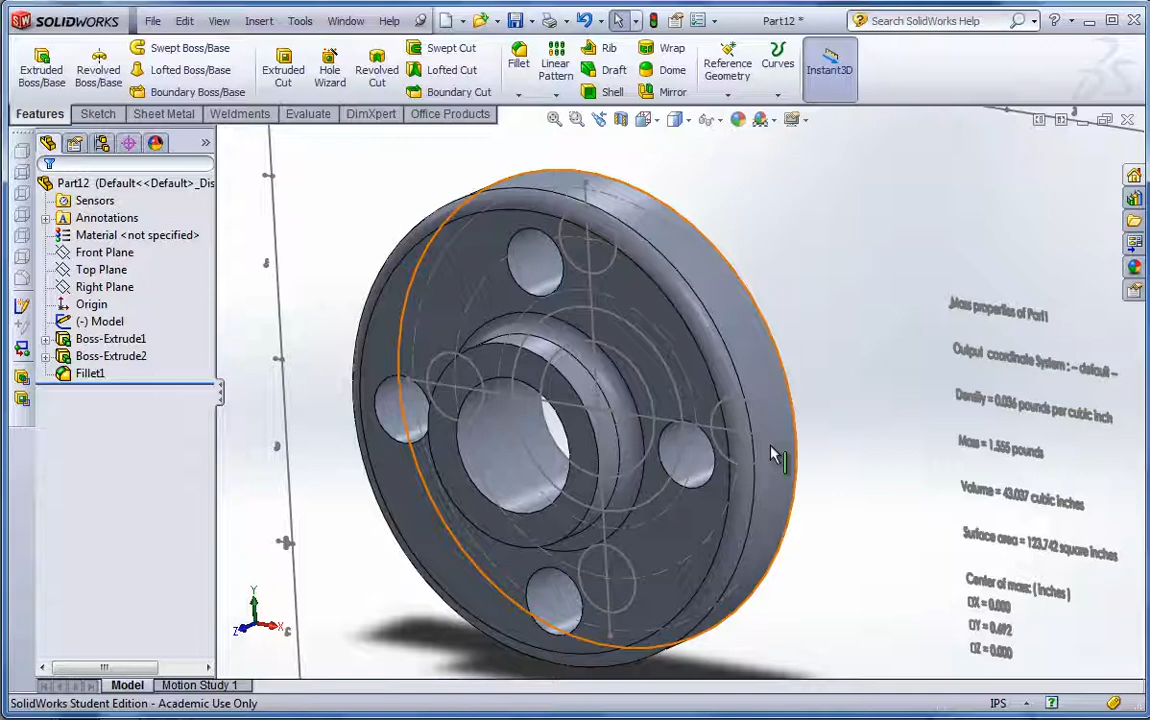 SW SOLIDWORKS File Edit View Insert Tools Window Help Part12 * Search SolidWorks Help
Extruded Boss/Base
Revolved Boss/Base
Swept Boss/Base
Lofted Boss/Base
Boundary Boss/Base
Extruded Cut
Hole Wizard
Revolved Cut
Swept Cut
Lofted Cut
Boundary Cut
Fillet
Linear Pattern
Rib
Draft
Shell
Wrap
Dome
Mirror
Reference Geometry
Curves
Instant3D
Features Sketch Sheet Metal Weldments Evaluate DimXpert Office Products
Part12 (Default<<Default>_Dis
Sensors
Annotations
Material <not specified>
Front Plane
Top Plane
Right Plane
Origin
(-) Model
Boss-Extrude1
Boss-Extrude2
Fillet1
Mass properties of Part1
Output coordinate System : -- default --
Density = 0.036 pounds per cubic inch
Mass = 1.555 pounds
Volume = 43.037 cubic inches
Surface area = 123.742 square inches
Center of mass: ( inches )
DX = 0.000
DY = 0.692
DZ = 0.000
Y
Z X
Model Motion Study 1
SolidWorks Student Edition - Academic Use Only IPS